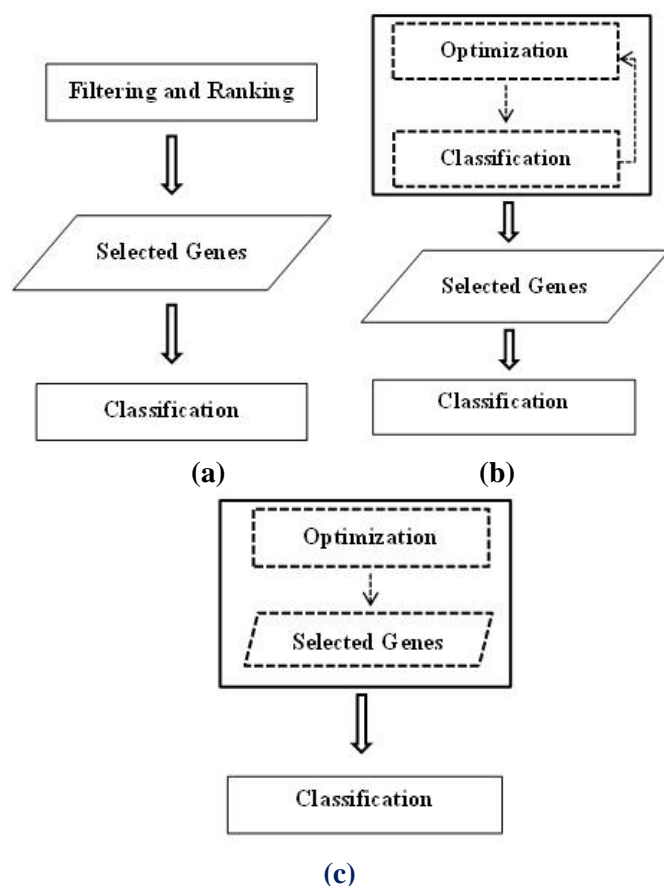 Filtering and Ranking
Selected Genes
Classification
(a)
Optimization
Classification
Selected Genes
Classification
(b)
Optimization
Selected Genes
Classification
(c)